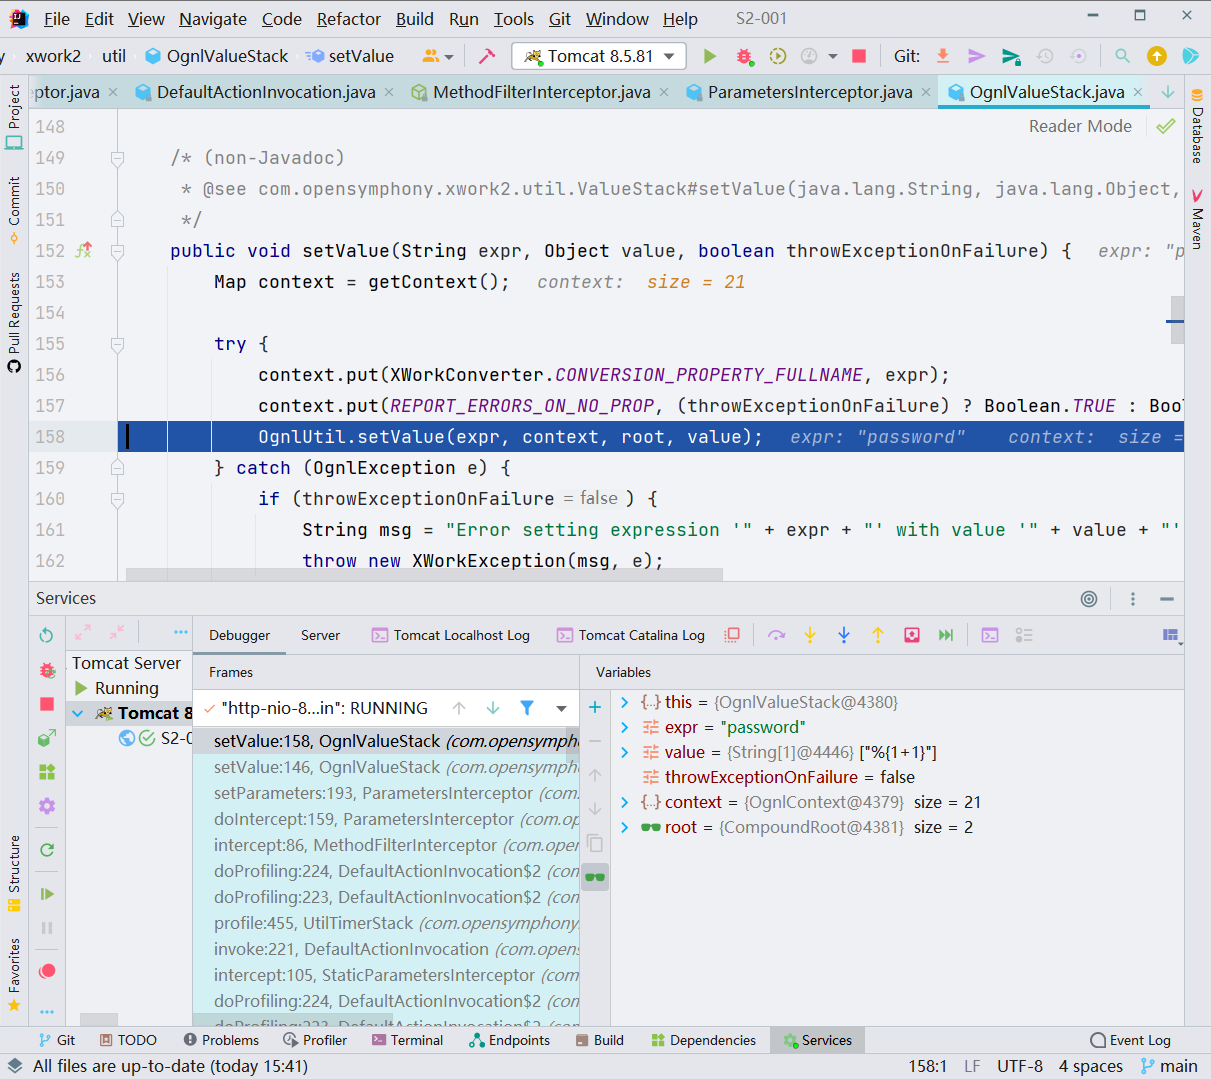 File Edit View Navigate Code Refactor Build Run Tools Git Window Help S2-001
xwork2 util OgnlValueStack setValue Tomcat 8.5.81 Git:
ptor.java DefaultActionInvocation.java MethodFilterInterceptor.java ParametersInterceptor.java OgnlValueStack.java
Reader Mode
148
149 /* (non-Javadoc)
150 * @see com.opensymphony.xwork2.util.ValueStack#setValue(java.lang.String, java.lang.Object,
151 */
152 public void setValue(String expr, Object value, boolean throwExceptionOnFailure) { expr: "p
153 Map context = getContext(); context: size = 21
154
155 try {
156 context.put(XWorkConverter.CONVERSION_PROPERTY_FULLNAME, expr);
157 context.put(REPORT_ERRORS_ON_NO_PROP, (throwExceptionOnFailure) ? Boolean.TRUE : Boo
158 OgnlUtil.setValue(expr, context, root, value); expr: "password" context: size =
159 } catch (OgnlException e) {
160 if (throwExceptionOnFailure = false ) {
161 String msg = "Error setting expression '" + expr + "' with value '" + value + "'
162 throw new XWorkException(msg, e);
Project
Commit
Pull Requests
Structure
Favorites
Database
Maven
Services
Debugger Server Tomcat Localhost Log Tomcat Catalina Log
Tomcat Server
Running
Tomcat 8
S2-0
Frames
"http-nio-8...in": RUNNING
setValue:158, OgnlValueStack (com.opensympho
setValue:146, OgnlValueStack (com.opensymph
setParameters:193, ParametersInterceptor (com.
doIntercept:159, ParametersInterceptor (com.op
intercept:86, MethodFilterInterceptor (com.open
doProfiling:224, DefaultActionInvocation$2 (con
doProfiling:223, DefaultActionInvocation$2 (con
profile:455, UtilTimerStack (com.opensymphony.
invoke:221, DefaultActionInvocation (com.opens
intercept:105, StaticParametersInterceptor (com
doProfiling:224, DefaultActionInvocation$2 (con
doProfiling:223, DefaultActionInvocation$2 (con
Variables
this = {OgnlValueStack@4380}
expr = "password"
value = {String[1]@4446} ["%{1+1}"]
throwExceptionOnFailure = false
context = {OgnlContext@4379} size = 21
root = {CompoundRoot@4381} size = 2
Git TODO Problems Profiler Terminal Endpoints Build Dependencies Services Event Log
All files are up-to-date (today 15:41) 158:1 LF UTF-8 4 spaces main